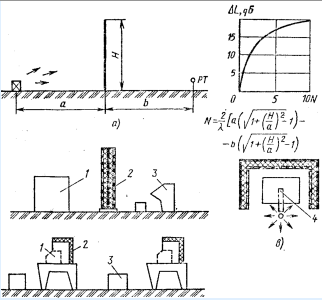 ΔL, дБ
15
10
5
0
5
10N
H
РТ
a
b
а)
N=2/λ[a(√1+(H/a)²-1)-
-b(√1+(H/a)²-1)
1
2
3
4
в)
1
2
3